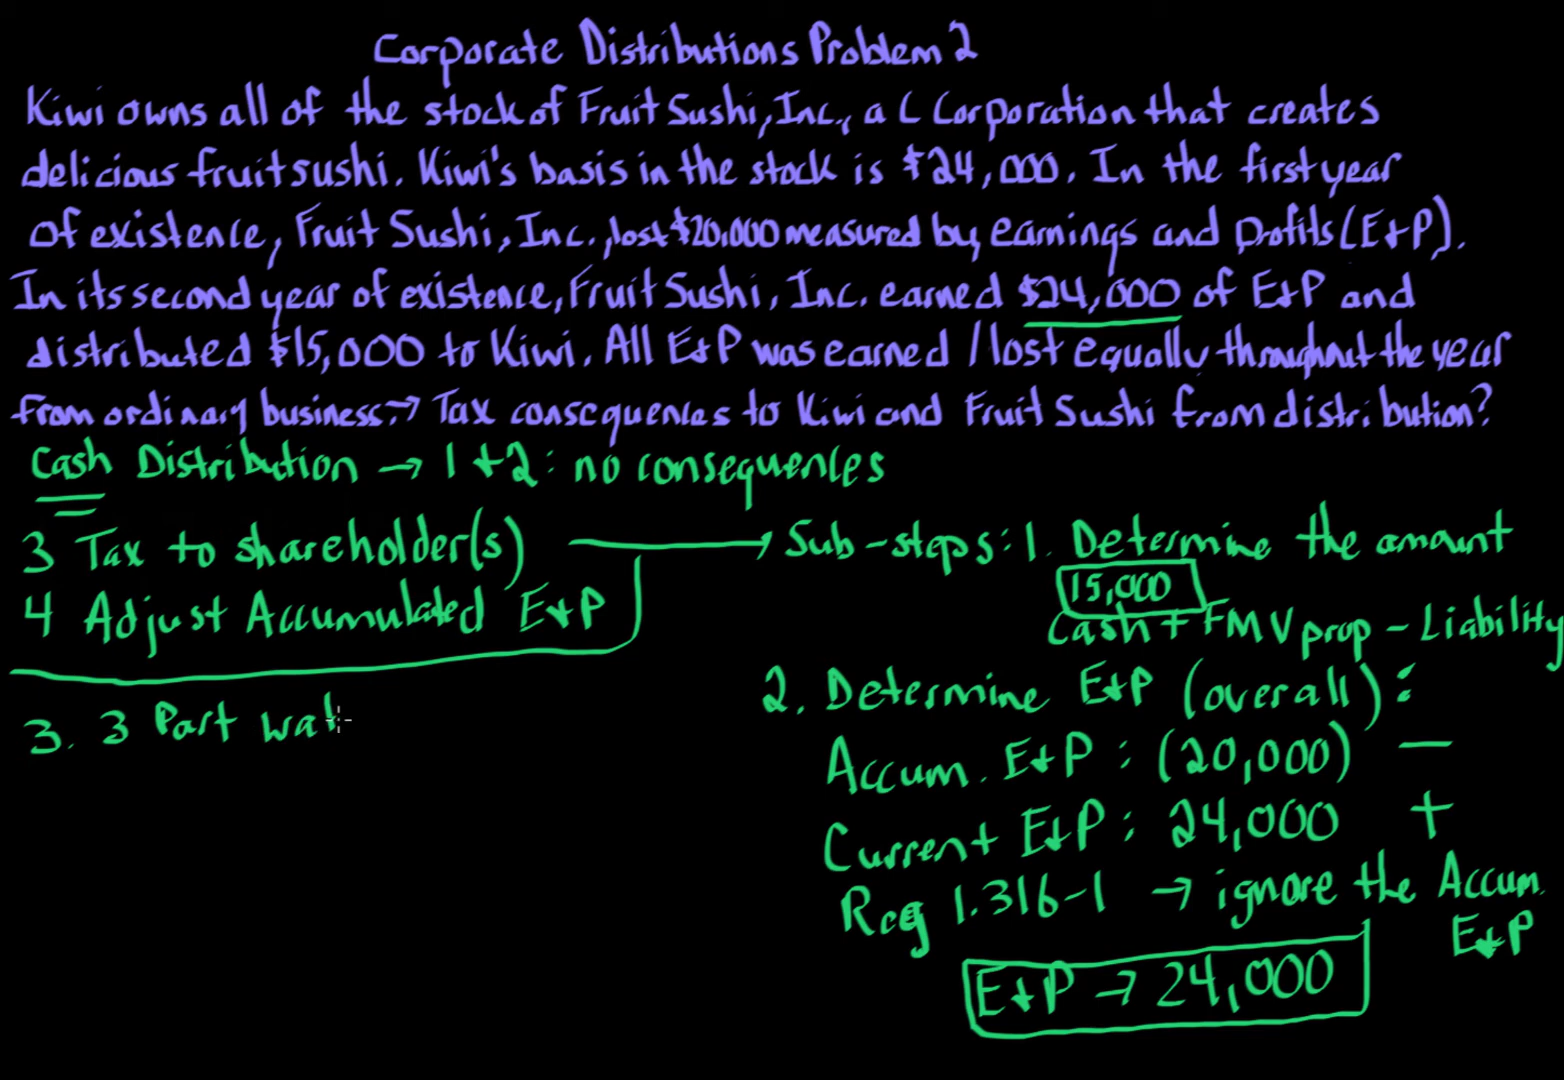 Corporate Distributions Problem 2
Kiwi owns all of the stock of Fruit Sushi, Inc., a C Corporation that creates
delicious fruit sushi. Kiwi's basis in the stock is $24,000. In the first year
of existence, Fruit Sushi, Inc., lost $20,000 measured by earnings and profits (E+P).
In its second year of existence, Fruit Sushi, Inc. earned $24,000 of E+P and
distributed $15,000 to Kiwi. All E+P was earned / lost equally throughout the year
from ordinary business. → Tax consequences to Kiwi and Fruit Sushi from distribution?
Cash Distribution → 1 + 2: no consequences
3 Tax to shareholder(s)
4 Adjust Accumulated E+P
Sub-steps: 1. Determine the amount
15,000
Cash + FMV prop - Liability
2. Determine E+P (overall):
Accum. E+P: (20,000) —
Current E+P: 24,000 +
Reg 1.316-1 → ignore the Accum.
E+P
E+P → 24,000
3. 3 Part